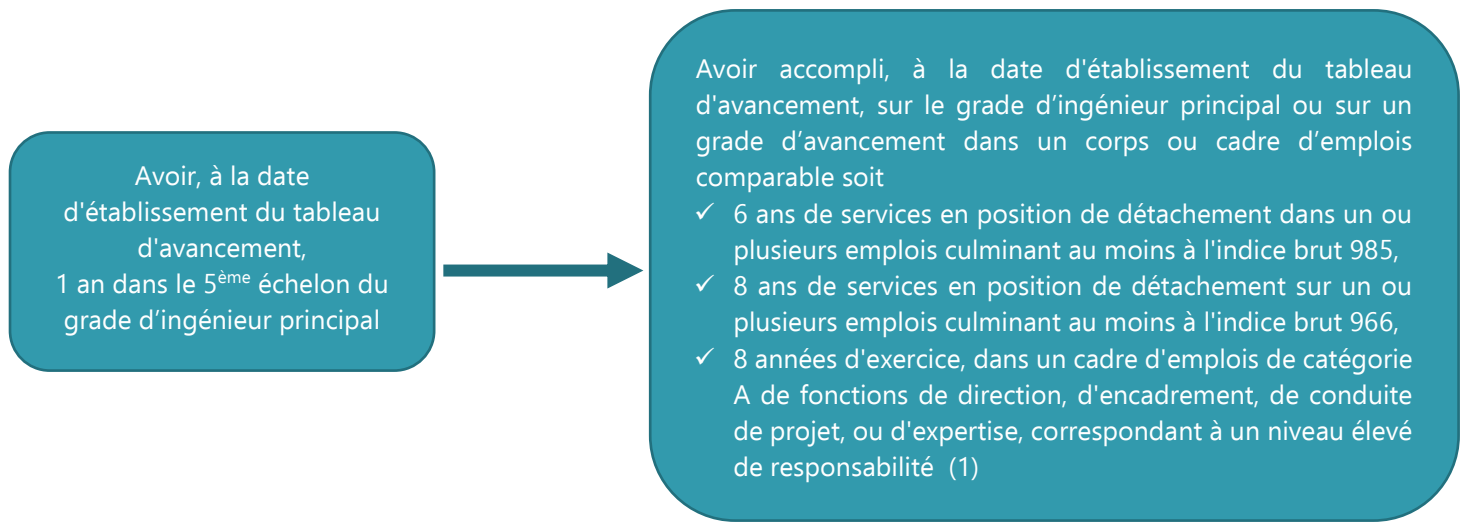 Avoir, à la date
d'établissement du tableau
d'avancement,
1 an dans le 5ème échelon du
grade d’ingénieur principal
Avoir accompli, à la date d'établissement du tableau
d'avancement, sur le grade d’ingénieur principal ou sur un
grade d’avancement dans un corps ou cadre d’emplois
comparable soit
✓ 6 ans de services en position de détachement dans un ou
plusieurs emplois culminant au moins à l'indice brut 985,
✓ 8 ans de services en position de détachement sur un ou
plusieurs emplois culminant au moins à l'indice brut 966,
✓ 8 années d'exercice, dans un cadre d'emplois de catégorie
A de fonctions de direction, d'encadrement, de conduite
de projet, ou d'expertise, correspondant à un niveau élevé
de responsabilité (1)